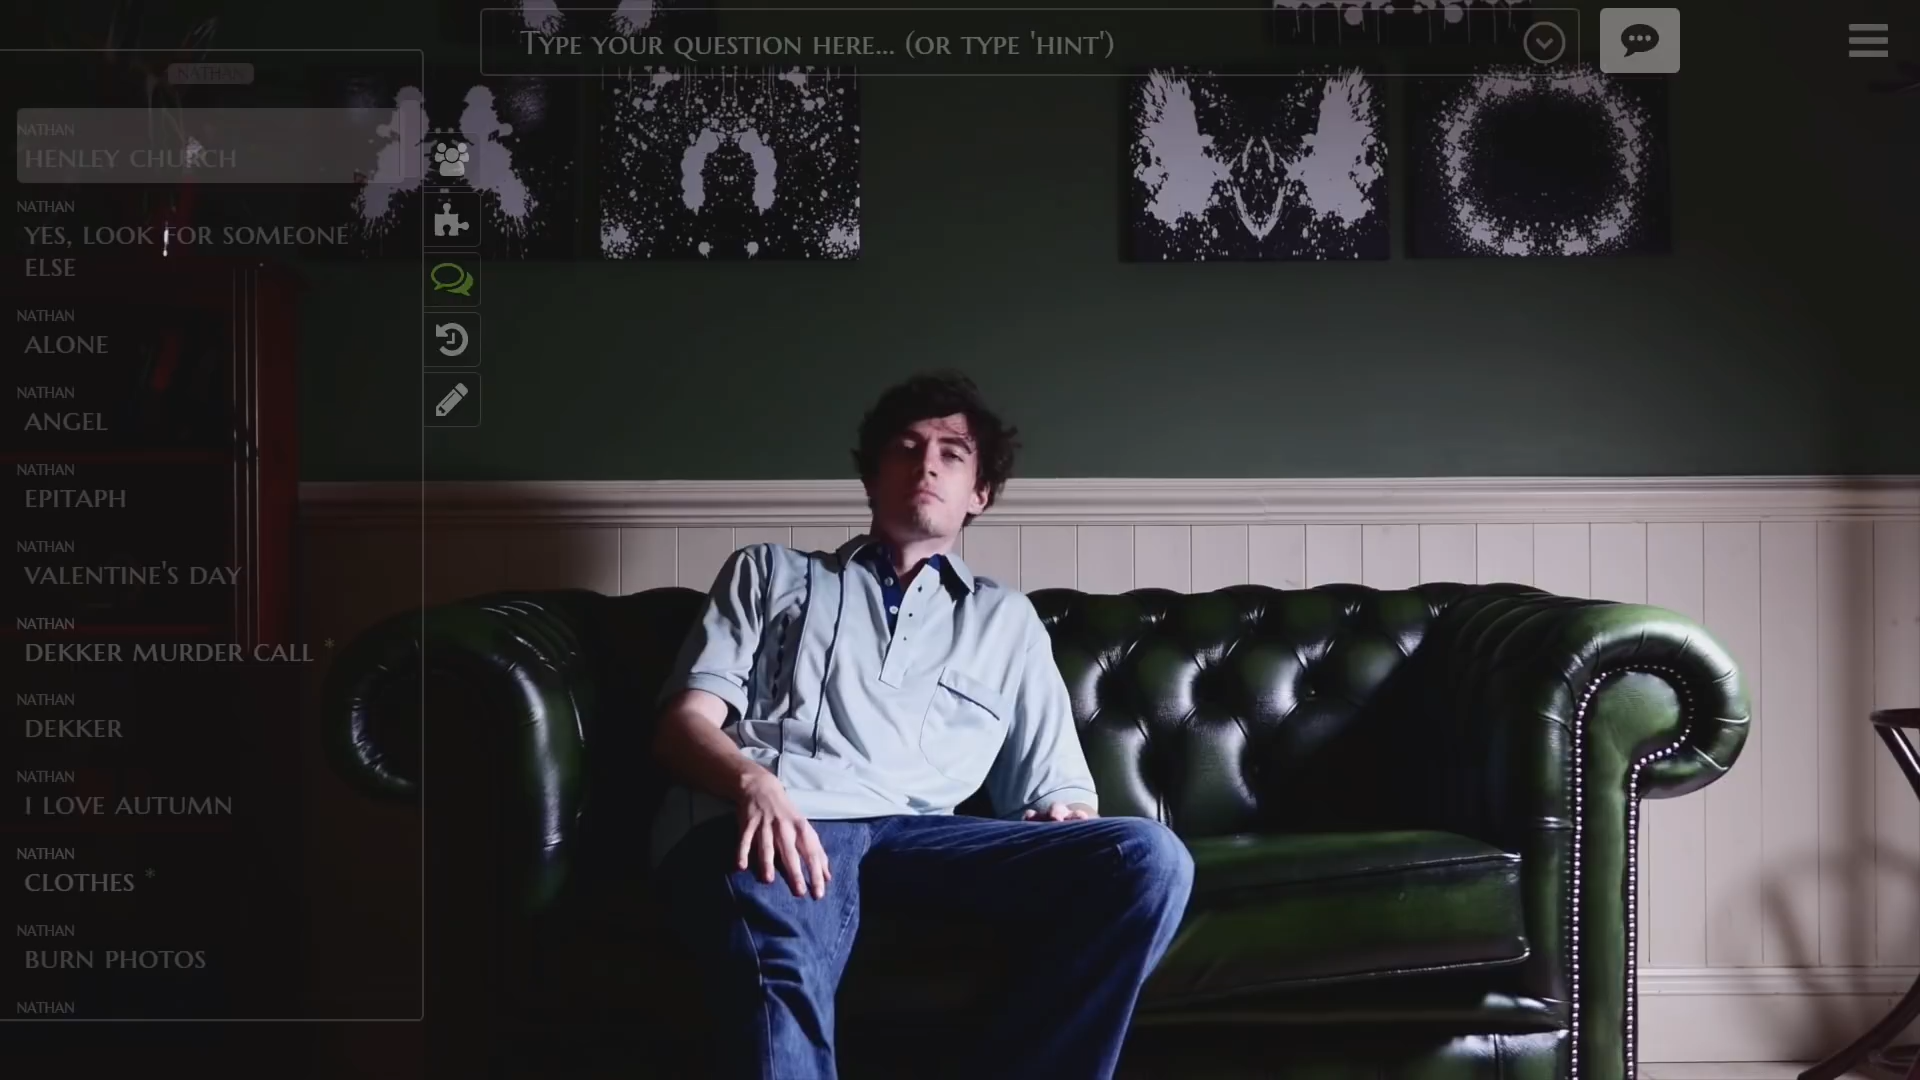 Type your question here... (or type 'hint')
NATHAN
NATHAN
HENLEY CHURCH
NATHAN
YES, LOOK FOR SOMEONE
ELSE
NATHAN
ALONE
NATHAN
ANGEL
NATHAN
EPITAPH
NATHAN
VALENTINE'S DAY
NATHAN
DEKKER MURDER CALL *
NATHAN
DEKKER
NATHAN
I LOVE AUTUMN
NATHAN
CLOTHES *
NATHAN
BURN PHOTOS
NATHAN